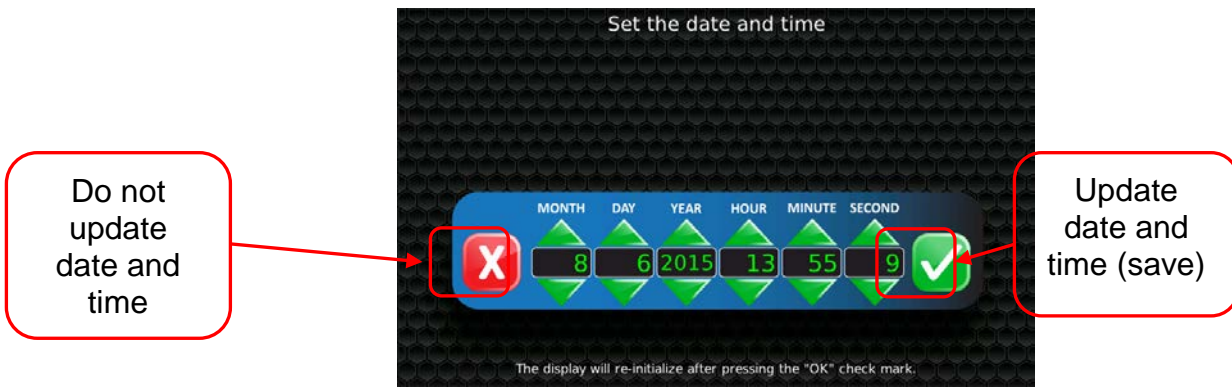 Set the date and time
Do not
update
date and
time
MONTH DAY YEAR HOUR MINUTE SECOND
X 8 6 2015 13 55 9
Update
date and
time (save)
The display will re-initialize after pressing the "OK" check mark.